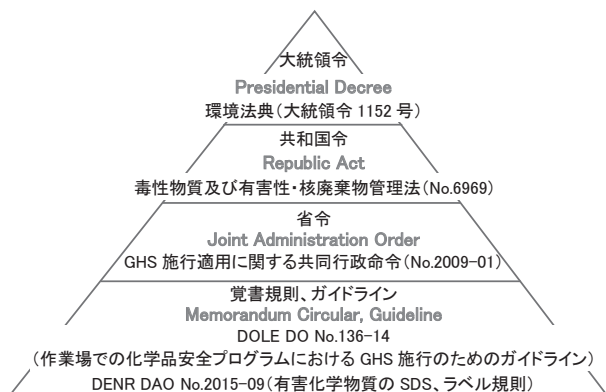 大統領令
Presidential Decree
環境法典(大統領令 1152 号)
共和国令
Republic Act
毒性物質及び有害性・核廃棄物管理法(No.6969)
省令
Joint Administration Order
GHS 施行適用に関する共同行政命令(No.2009-01)
覚書規則、ガイドライン
Memorandum Circular, Guideline
DOLE DO No.136-14
(作業場での化学品安全プログラムにおける GHS 施行のためのガイドライン)
DENR DAO No.2015-09(有害化学物質の SDS、ラベル規則)